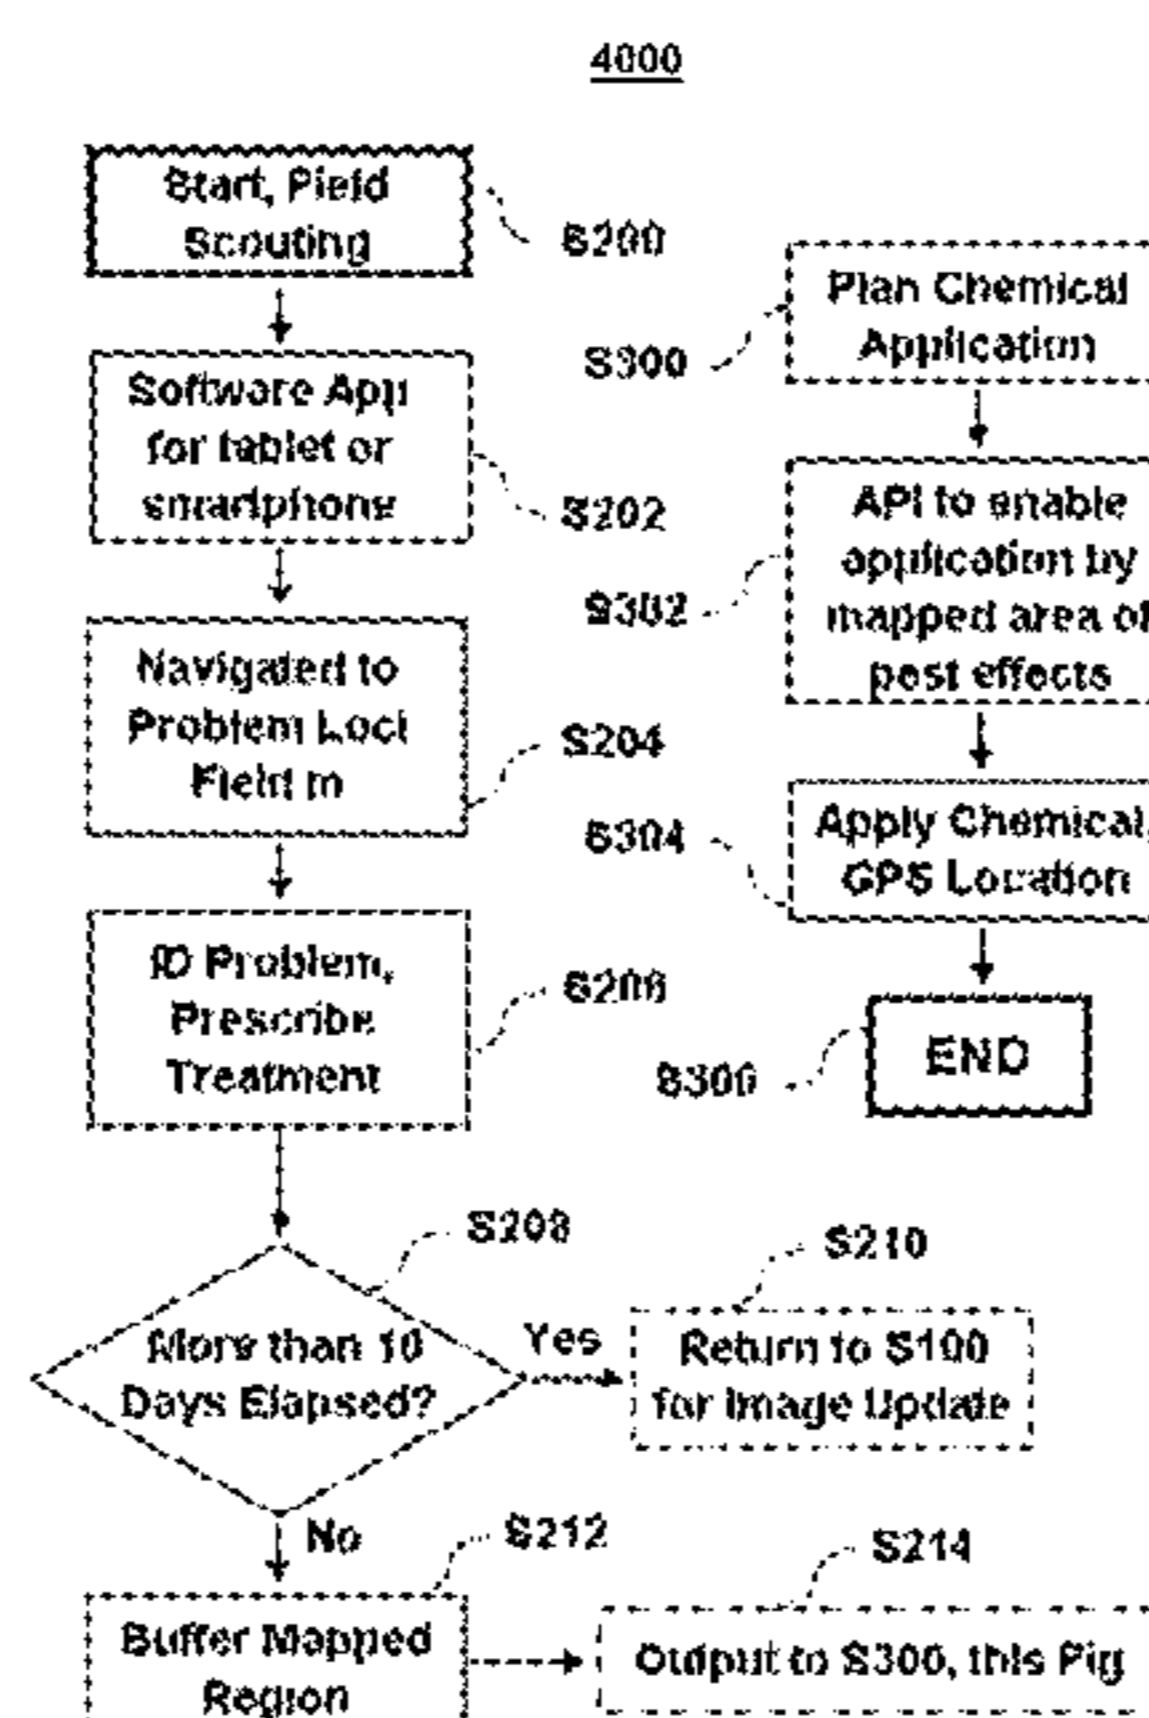 4000
Start, Field
Scouting
S200
Software App
for tablet or
smartphone
S202
Navigated to
Problem Loci
Field m
S204
ID Problem,
Prescribe
Treatment
S206
More than 10
Days Elapsed?
S208
Yes
Return to S100
for Image Update
S210
No
Buffer Mapped
Region
S212
Output to S300, this Fig
S214
Plan Chemical
Application
S300
API to enable
application by
mapped area of
pest effects
S302
Apply Chemical,
GPS Location
S304
END
S306